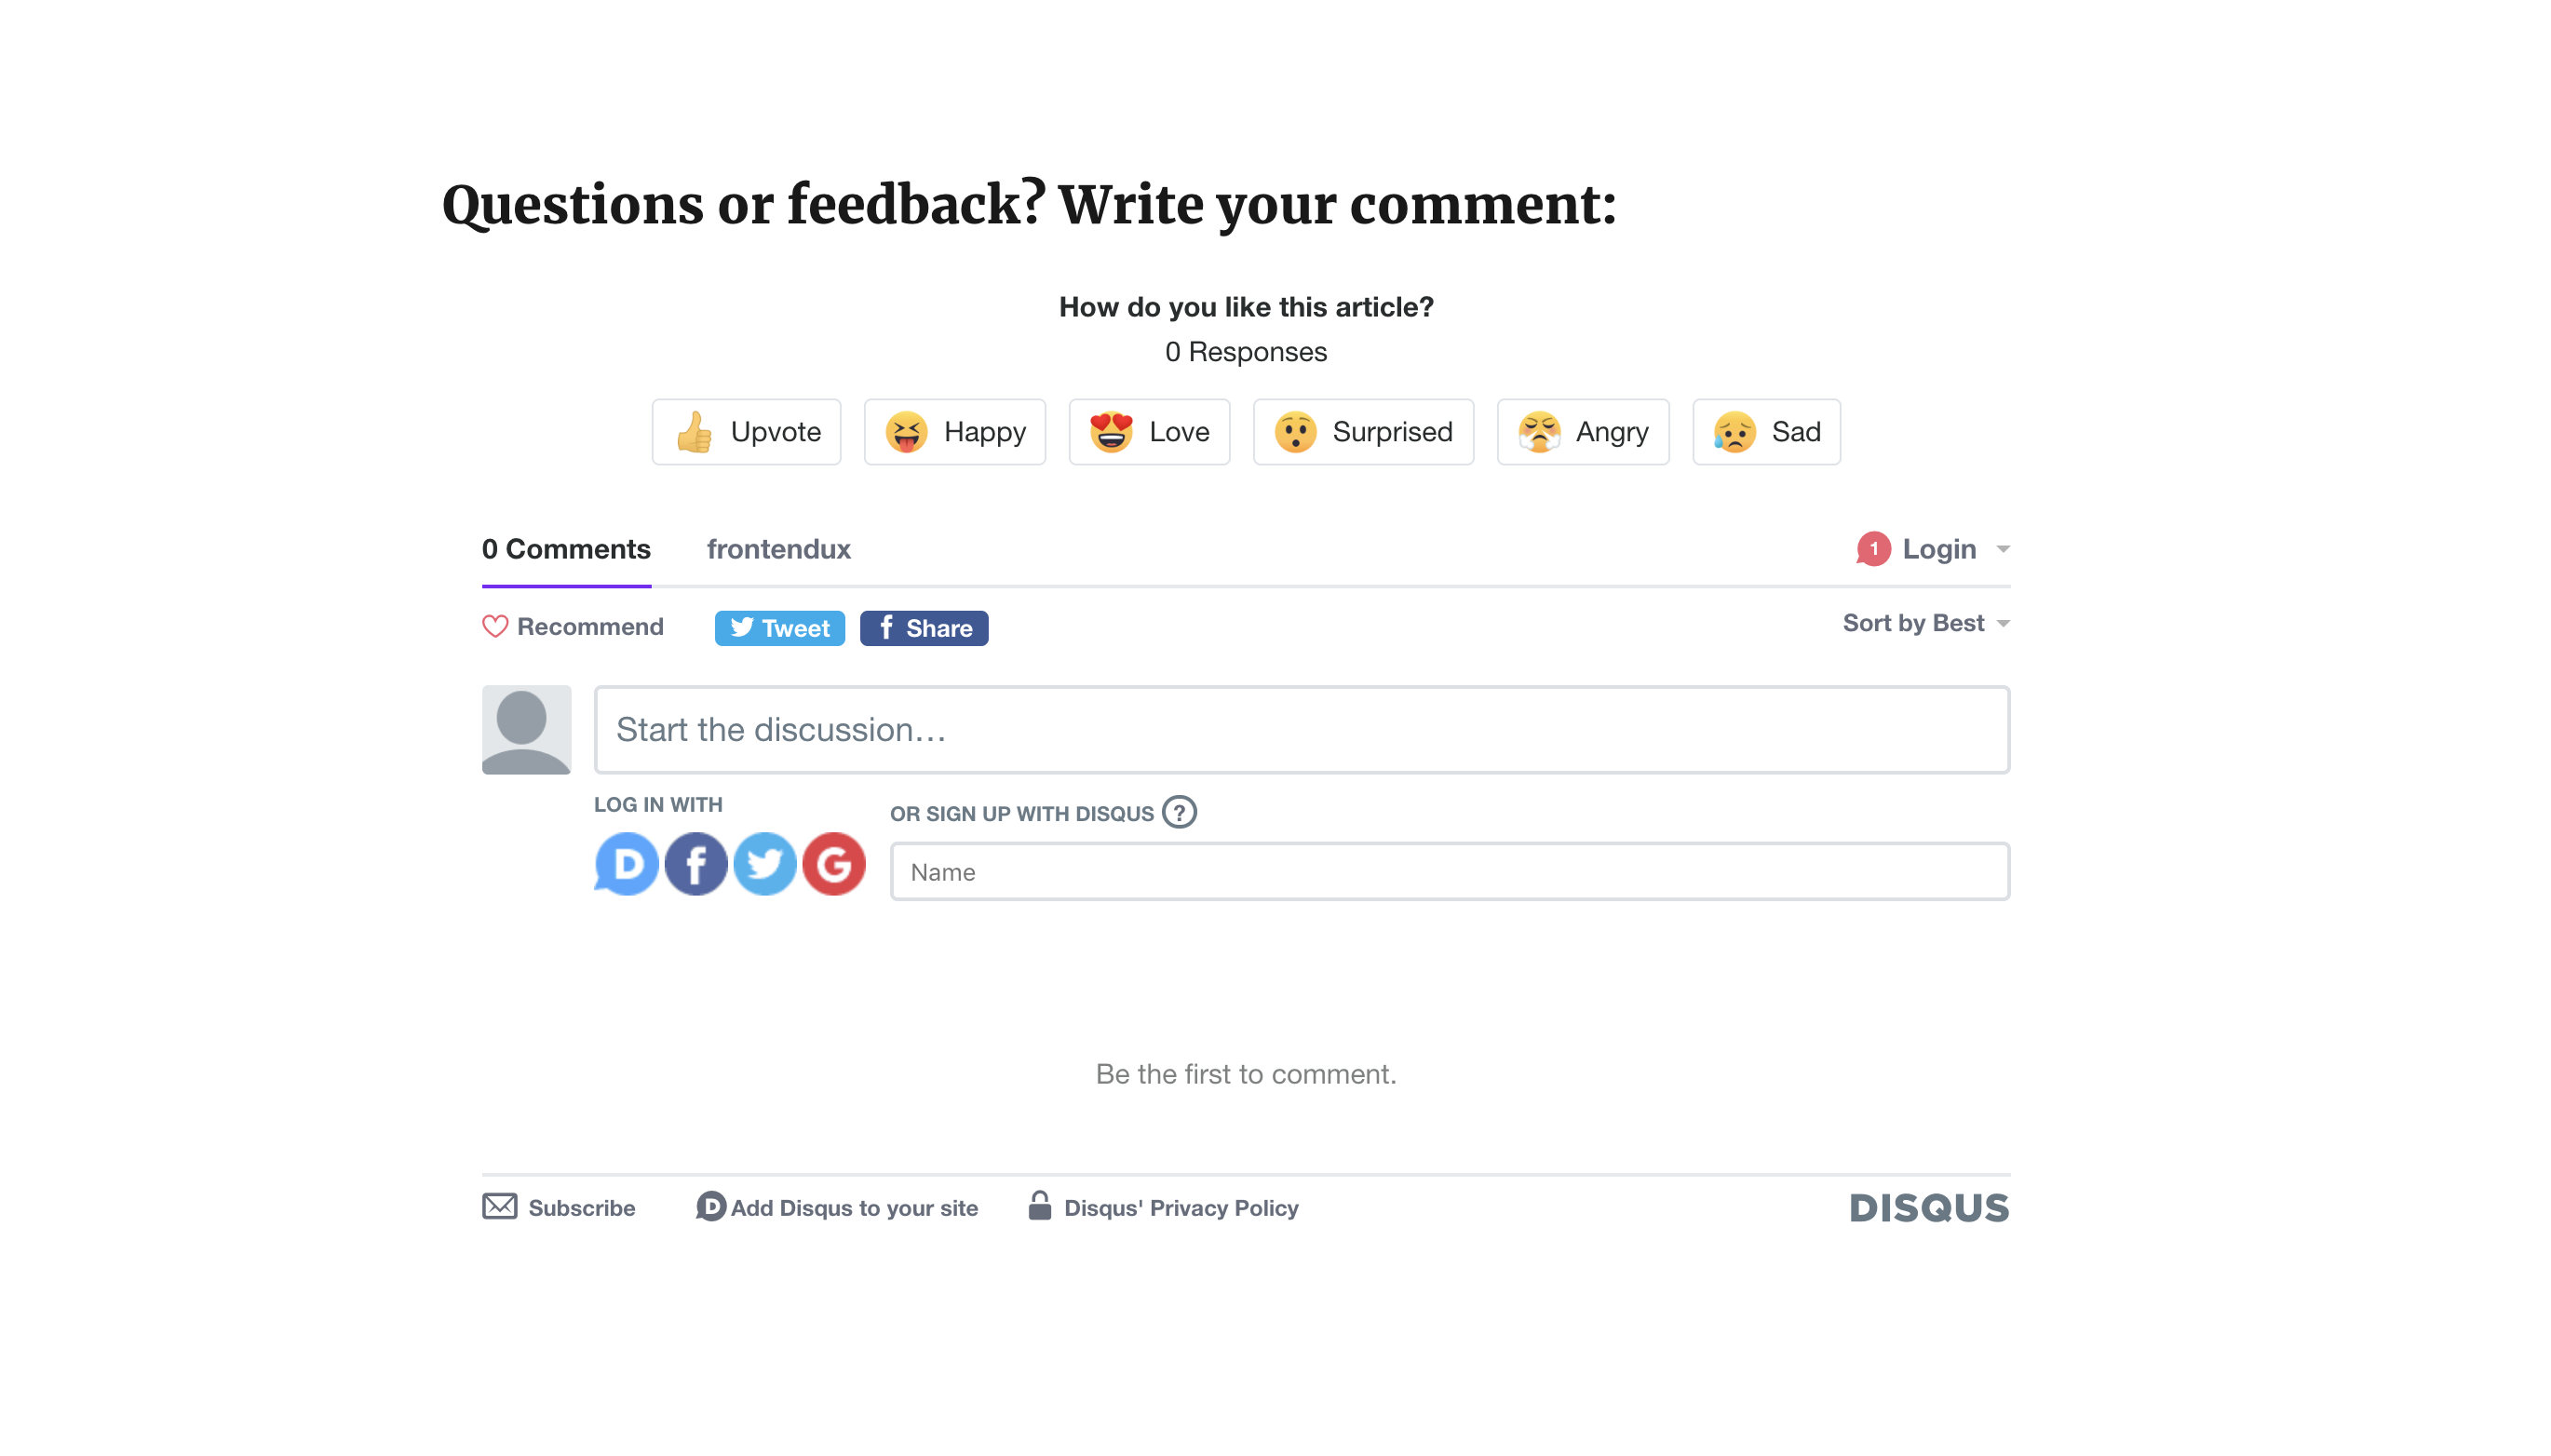 Questions or feedback? Write your comment:
How do you like this article?
0 Responses
Upvote Happy Love Surprised Angry Sad
0 Comments frontendux 1 Login
Recommend Tweet f Share Sort by Best
Start the discussion…
LOG IN WITH OR SIGN UP WITH DISQUS ?
D f G Name
Be the first to comment.
Subscribe D Add Disqus to your site Disqus' Privacy Policy DISQUS